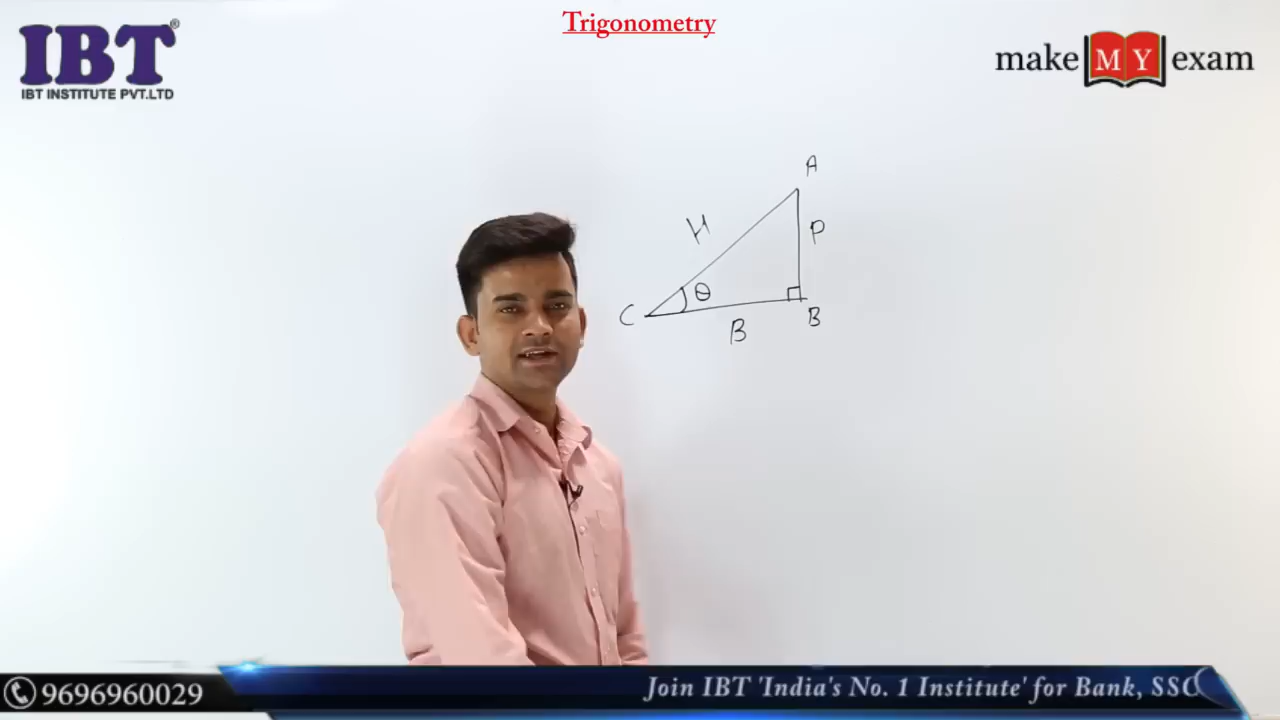 Trigonometry
IBT®
IBT INSTITUTE PVT.LTD
make MY exam
A
H
P
θ
C
B
B
9696960029
Join IBT 'India's No. 1 Institute' for Bank, SSC